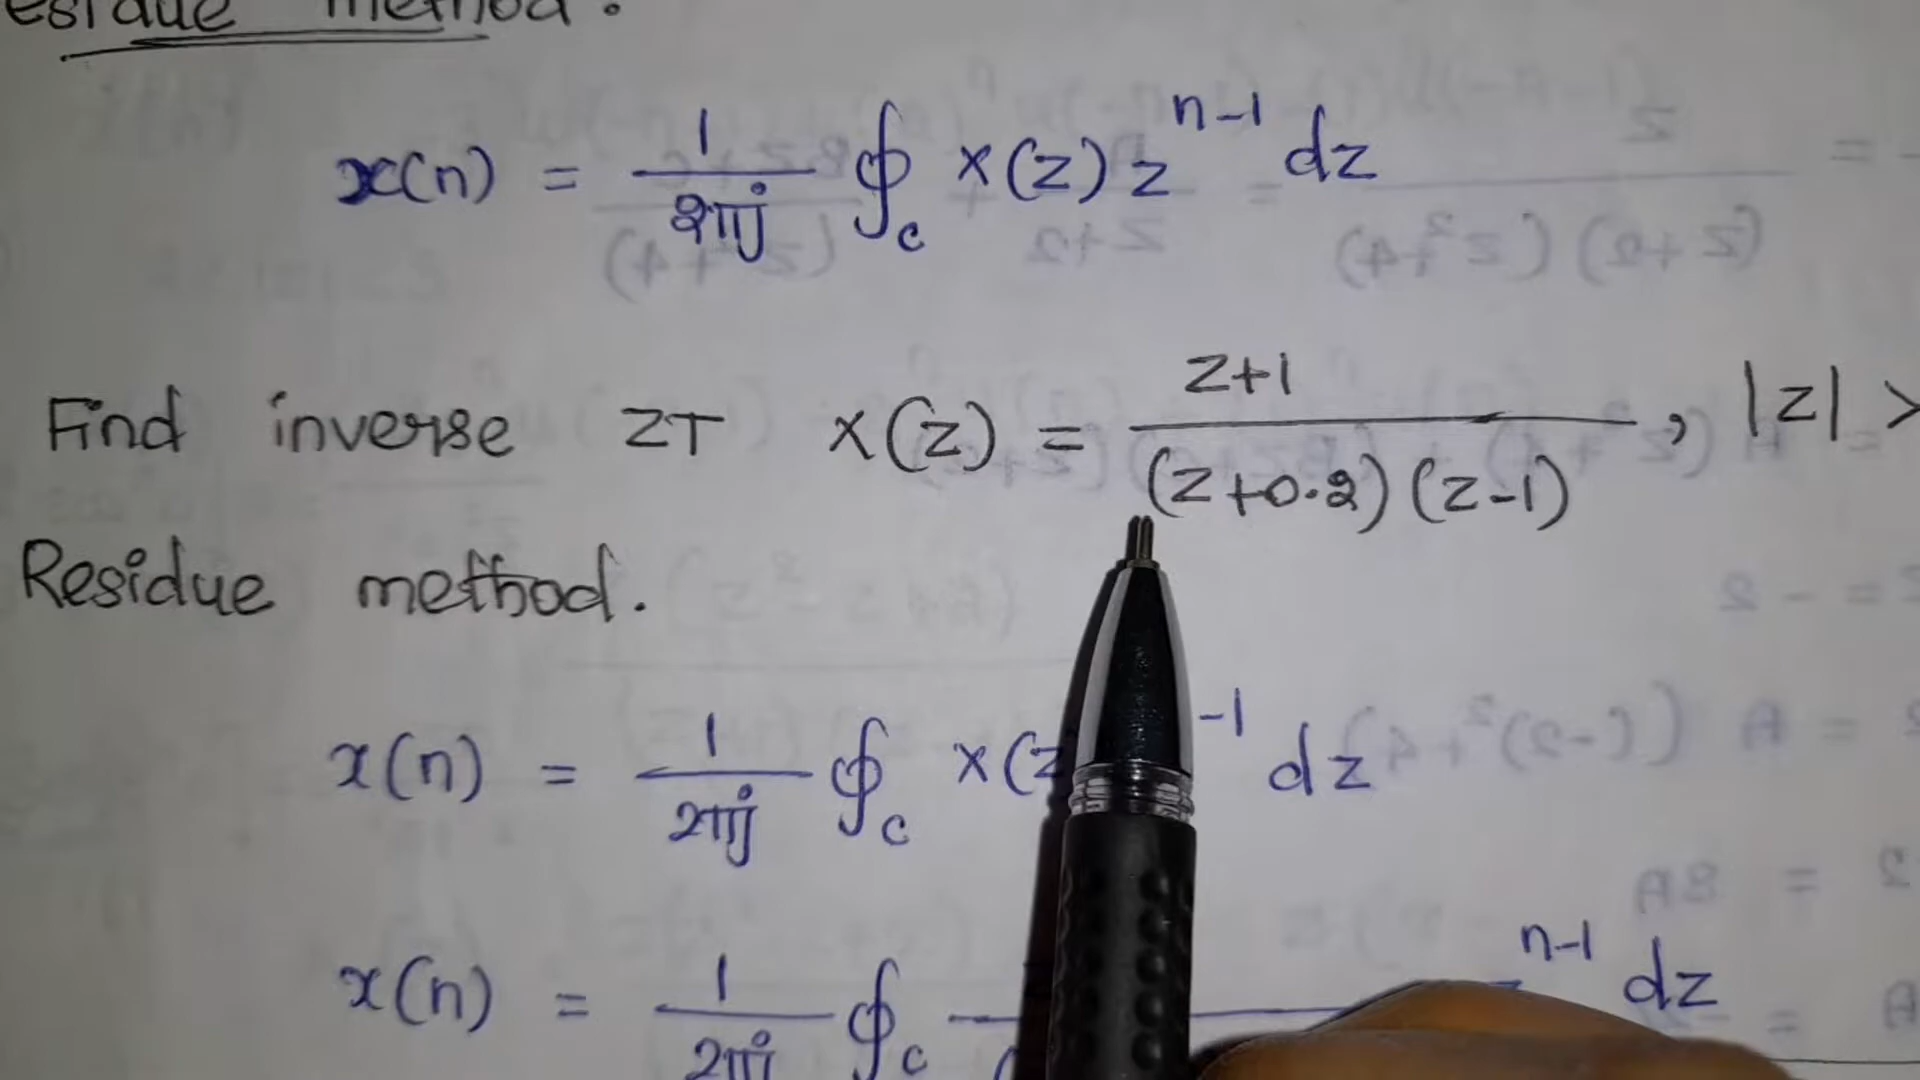 esidue method.
x(n) = 1/2πj ∮c X(z) z^n-1 dz
Find inverse ZT X(z) = z+1/(z+0.2)(z-1), |z| >
Residue method.
x(n) = 1/2πj ∮c X(z -1 dz
x(n) = 1/2πj ∮c n-1 dz